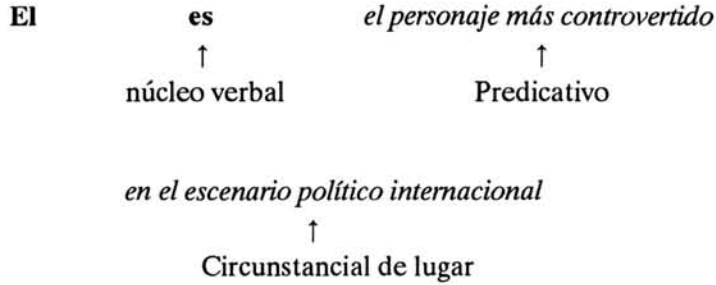 El es el personaje más controvertido
↑ ↑
núcleo verbal Predicativo
en el escenario político internacional
↑
Circunstancial de lugar